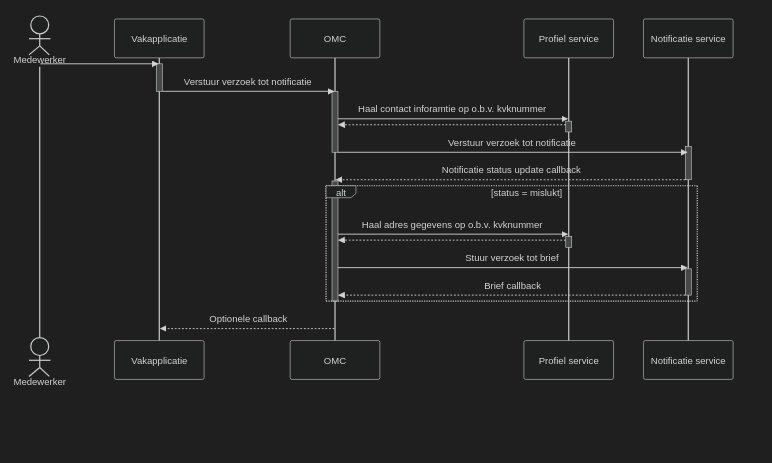 Medewerker
Vakapplicatie
OMC
Profiel service
Notificatie service
Verstuur verzoek tot notificatie
Haal contact inforamtie op o.b.v. kvknummer
Verstuur verzoek tot notificatie
Notificatie status update callback
alt
[status = mislukt]
Haal adres gegevens op o.b.v. kvknummer
Stuur verzoek tot brief
Brief callback
Optionele callback
Medewerker
Vakapplicatie
OMC
Profiel service
Notificatie service